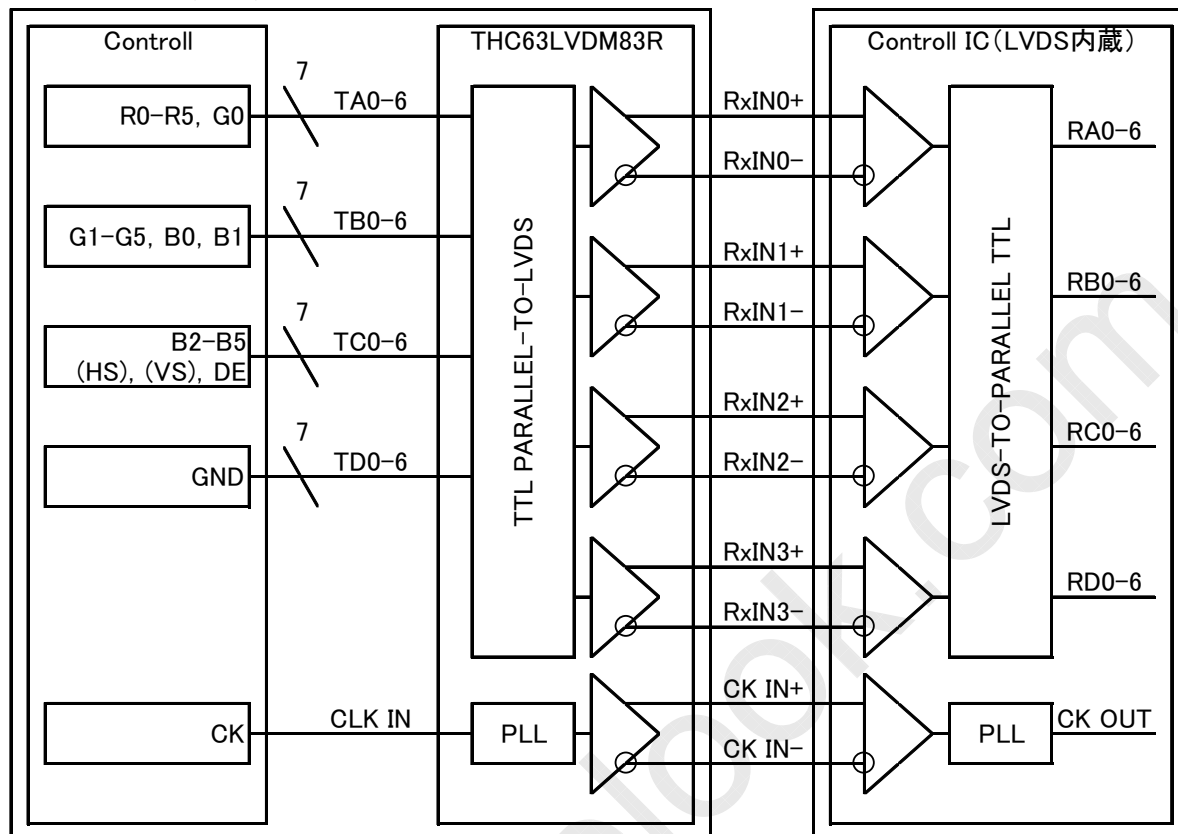 Controll
THC63LVDM83R
Controll IC(LVDS内蔵)
R0-R5, G0
7
TA0-6
RxIN0+
RxIN0-
RA0-6
G1-G5, B0, B1
7
TB0-6
RxIN1+
RxIN1-
RB0-6
B2-B5
(HS), (VS), DE
7
TC0-6
RxIN2+
RxIN2-
RC0-6
GND
7
TD0-6
RxIN3+
RxIN3-
RD0-6
TTL PARALLEL-TO-LVDS
LVDS-TO-PARALLEL TTL
CK
CLK IN
PLL
CK IN+
CK IN-
PLL
CK OUT
look.com